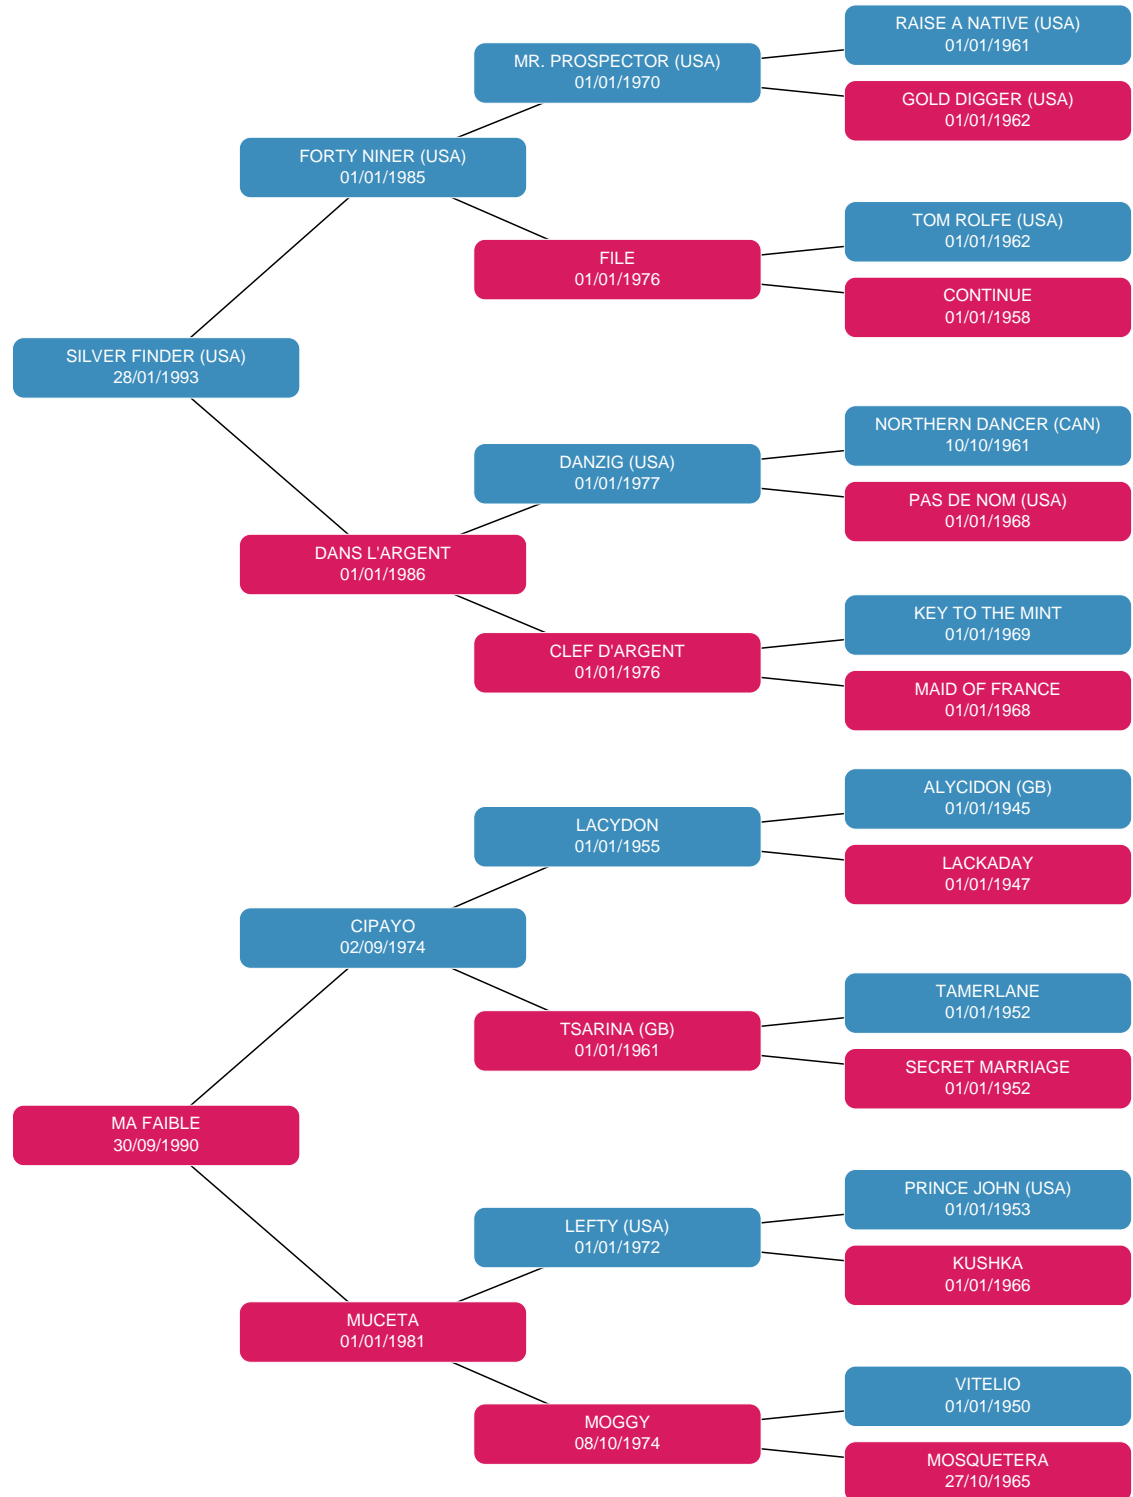 RAISE A NATIVE (USA)
01/01/1961
MR. PROSPECTOR (USA)
01/01/1970
GOLD DIGGER (USA)
01/01/1962
FORTY NINER (USA)
01/01/1985
TOM ROLFE (USA)
01/01/1962
FILE
01/01/1976
CONTINUE
01/01/1958
SILVER FINDER (USA)
28/01/1993
NORTHERN DANCER (CAN)
10/10/1961
DANZIG (USA)
01/01/1977
PAS DE NOM (USA)
01/01/1968
DANS L'ARGENT
01/01/1986
KEY TO THE MINT
01/01/1969
CLEF D'ARGENT
01/01/1976
MAID OF FRANCE
01/01/1968
ALYCIDON (GB)
01/01/1945
LACYDON
01/01/1955
LACKADAY
01/01/1947
CIPAYO
02/09/1974
TAMERLANE
01/01/1952
TSARINA (GB)
01/01/1961
SECRET MARRIAGE
01/01/1952
MA FAIBLE
30/09/1990
PRINCE JOHN (USA)
01/01/1953
LEFTY (USA)
01/01/1972
KUSHKA
01/01/1966
MUCETA
01/01/1981
VITELIO
01/01/1950
MOGGY
08/10/1974
MOSQUETERA
27/10/1965